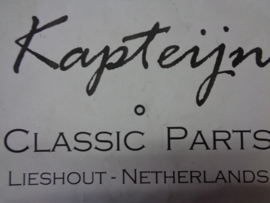 Kapteijn
CLASSIC PARTS
LIESHOUT - NETHERLANDS